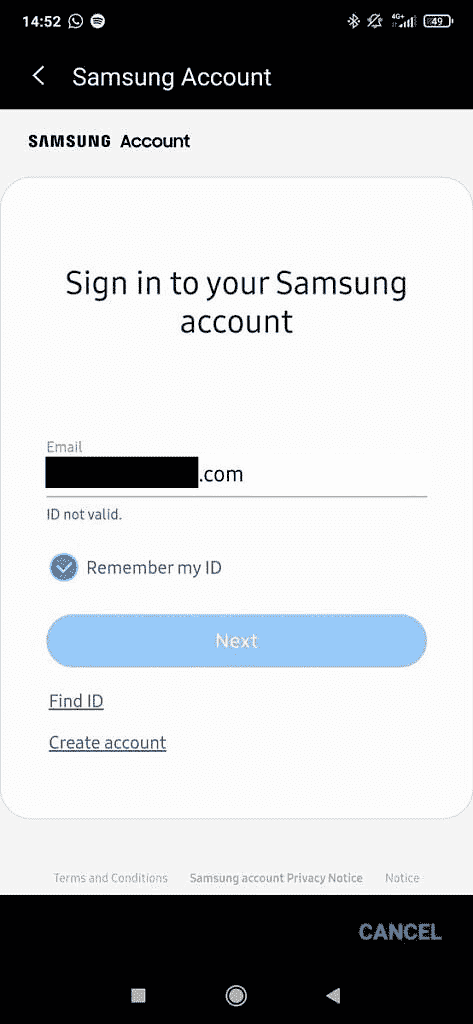 14:52 4G+ 49
Samsung Account
SAMSUNG Account
Sign in to your Samsung
account
Email
.com
ID not valid.
Remember my ID
Next
Find ID
Create account
Terms and Conditions Samsung account Privacy Notice Notice
CANCEL